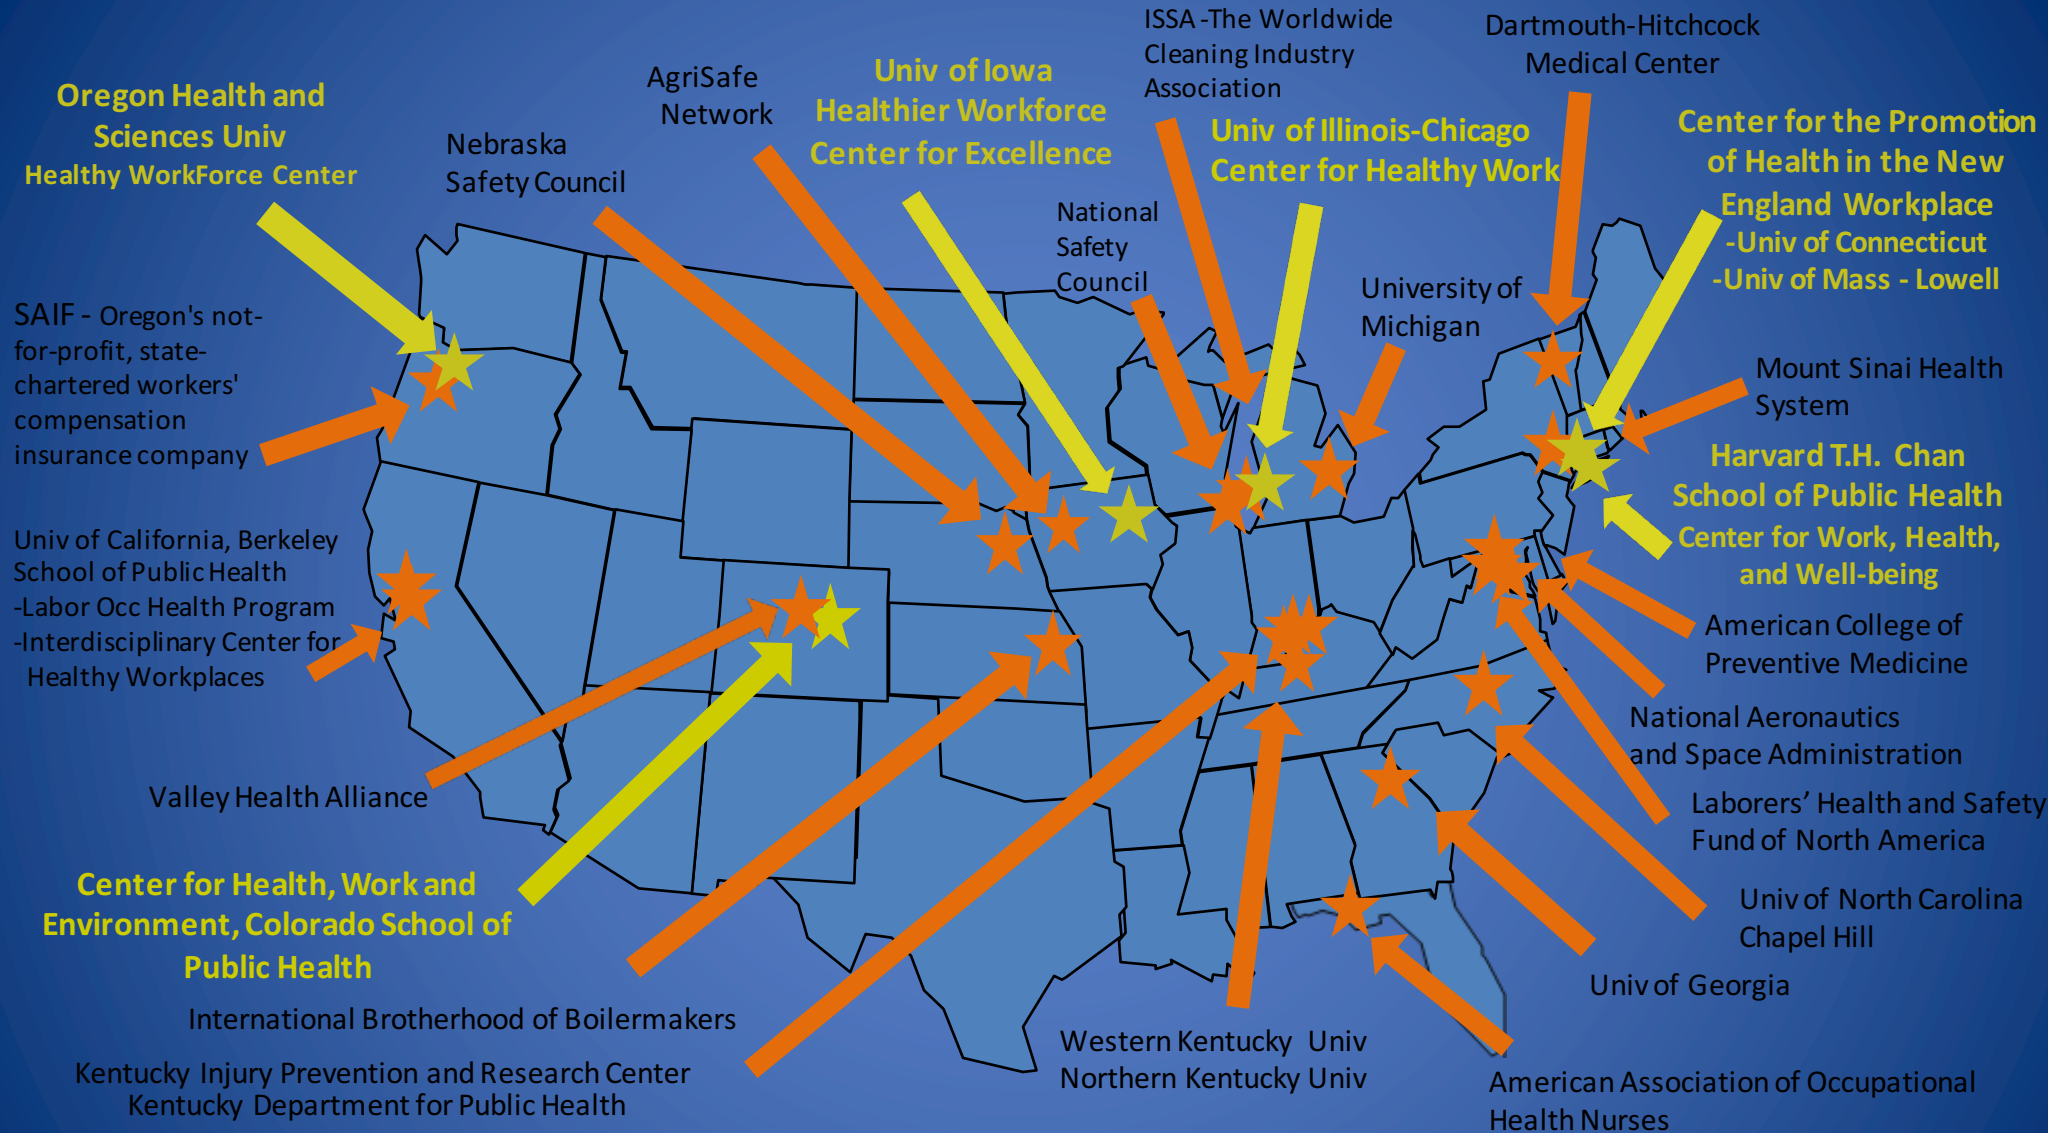 Oregon Health and
Sciences Univ
Healthy WorkForce Center
Nebraska
Safety Council
AgriSafe
Network
Univ of Iowa
Healthier Workforce
Center for Excellence
ISSA -The Worldwide
Cleaning Industry
Association
Univ of Illinois-Chicago
Center for Healthy Work
Dartmouth-Hitchcock
Medical Center
Center for the Promotion
of Health in the New
England Workplace
-Univ of Connecticut
-Univ of Mass - Lowell
National
Safety
Council
University of
Michigan
SAIF - Oregon's not-
for-profit, state-
chartered workers'
compensation
insurance company
Mount Sinai Health
System
Harvard T.H. Chan
School of Public Health
Center for Work, Health,
and Well-being
Univ of California, Berkeley
School of Public Health
-Labor Occ Health Program
-Interdisciplinary Center for
Healthy Workplaces
American College of
Preventive Medicine
National Aeronautics
and Space Administration
Valley Health Alliance
Laborers’ Health and Safety
Fund of North America
Center for Health, Work and
Environment, Colorado School of
Public Health
Univ of North Carolina
Chapel Hill
Univ of Georgia
International Brotherhood of Boilermakers
Kentucky Injury Prevention and Research Center
Kentucky Department for Public Health
Western Kentucky Univ
Northern Kentucky Univ
American Association of Occupational
Health Nurses